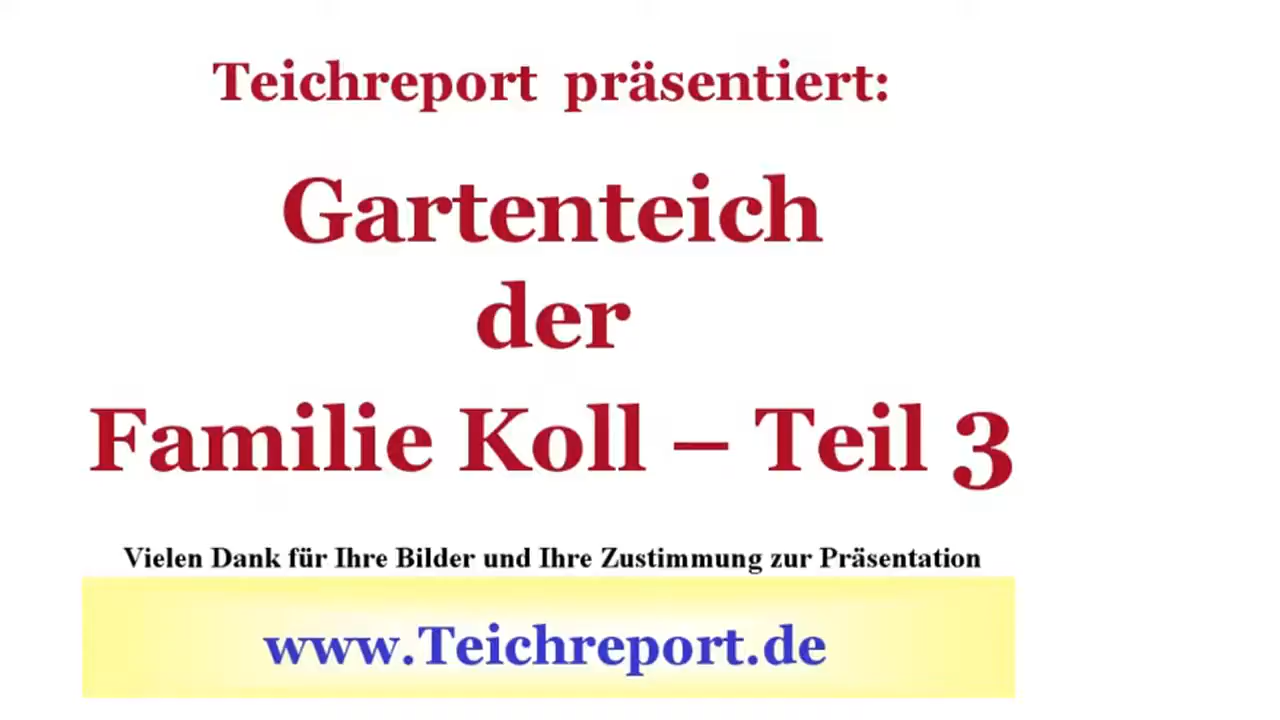 Teichreport präsentiert:
Gartenteich
der
Familie Koll – Teil 3
Vielen Dank für Ihre Bilder und Ihre Zustimmung zur Präsentation
www.Teichreport.de